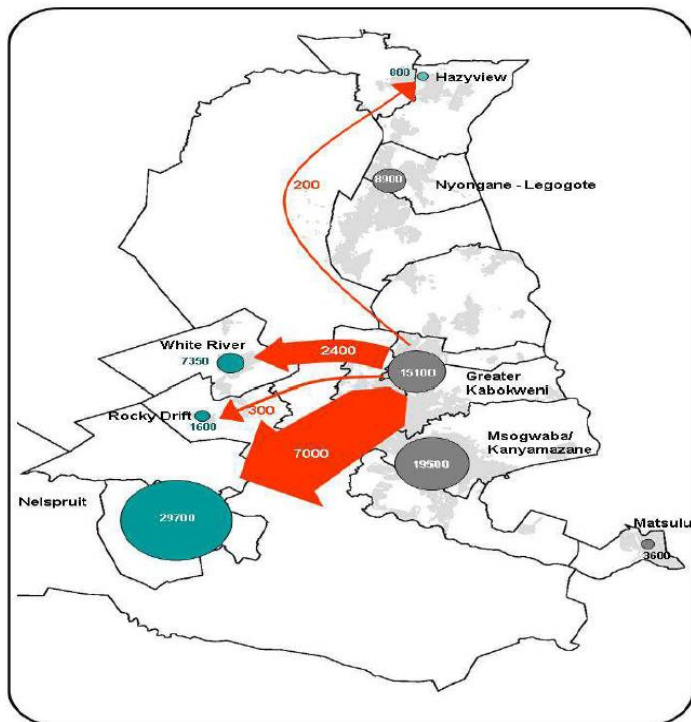 800
Hazyview
8900
Nyongane - Legogote
200
White River
7350
2400
15100
Greater
Kabokweni
Rocky Drift
1600
300
Msogwaba/
Kanyamazane
7000
19500
Nelspruit
29700
Matsulu
3600